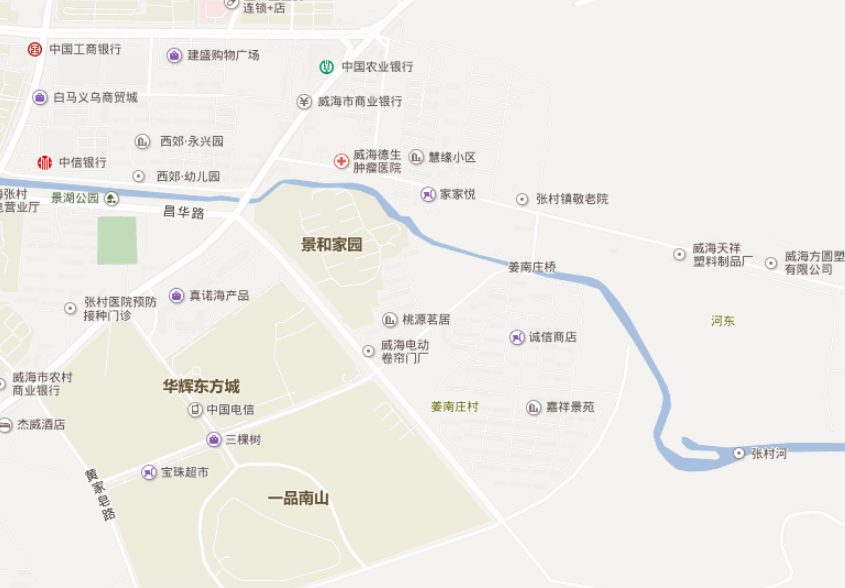 连锁+店
中国工商银行
建盛购物广场
中国农业银行
白马义乌商贸城
威海市商业银行
西郊·永兴园
威海德生
肿瘤医院
慧缘小区
中信银行
西郊·幼儿园
家家悦
张村镇敬老院
张村
营业厅
景湖公园
昌华路
景和家园
威海天祥
塑料制品厂
威海方圆塑
有限公司
姜南庄桥
真诺海产品
张村医院预防
接种门诊
桃源茗居
河东
诚信商店
威海电动
卷帘门厂
威海市农村
商业银行
华辉东方城
中国电信
姜南庄村
嘉祥景苑
杰威酒店
三棵树
张村河
宝珠超市
黄家皂路
一品南山